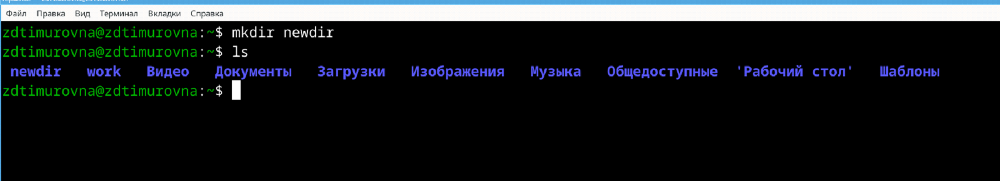 Файл Правка Вид Терминал Вкладки Справка
zdtimurovna@zdtimurovna:~$ mkdir newdir
zdtimurovna@zdtimurovna:~$ ls
newdir work Видео Документы Загрузки Изображения Музыка Общедоступные 'Рабочий стол' Шаблоны
zdtimurovna@zdtimurovna:~$